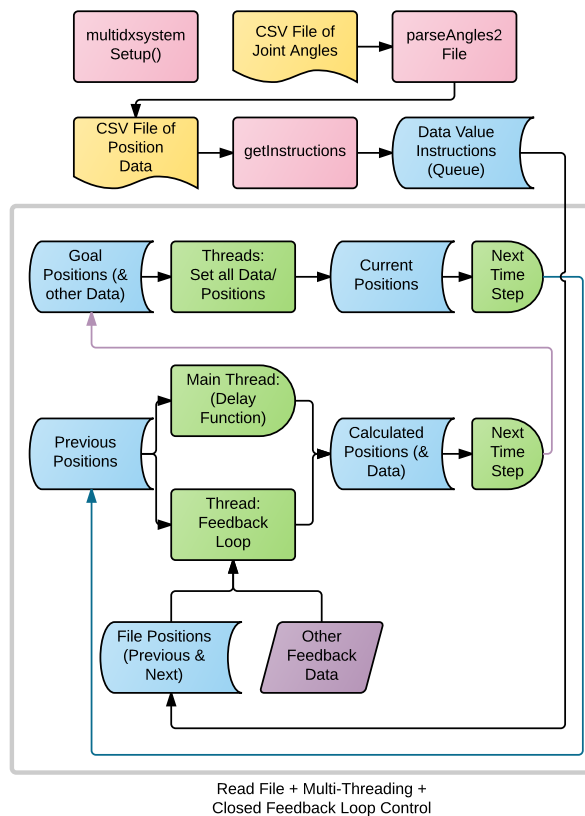 multidxsystem
Setup()
CSV File of
Joint Angles
parseAngles2
File
CSV File of
Position
Data
getInstructions
Data Value
Instructions
(Queue)
Goal
Positions (&
other Data)
Threads:
Set all Data/
Positions
Current
Positions
Next
Time
Step
Main Thread:
(Delay
Function)
Previous
Positions
Calculated
Positions (&
Data)
Next
Time
Step
Thread:
Feedback
Loop
File Positions
(Previous &
Next)
Other
Feedback
Data
Read File + Multi-Threading +
Closed Feedback Loop Control